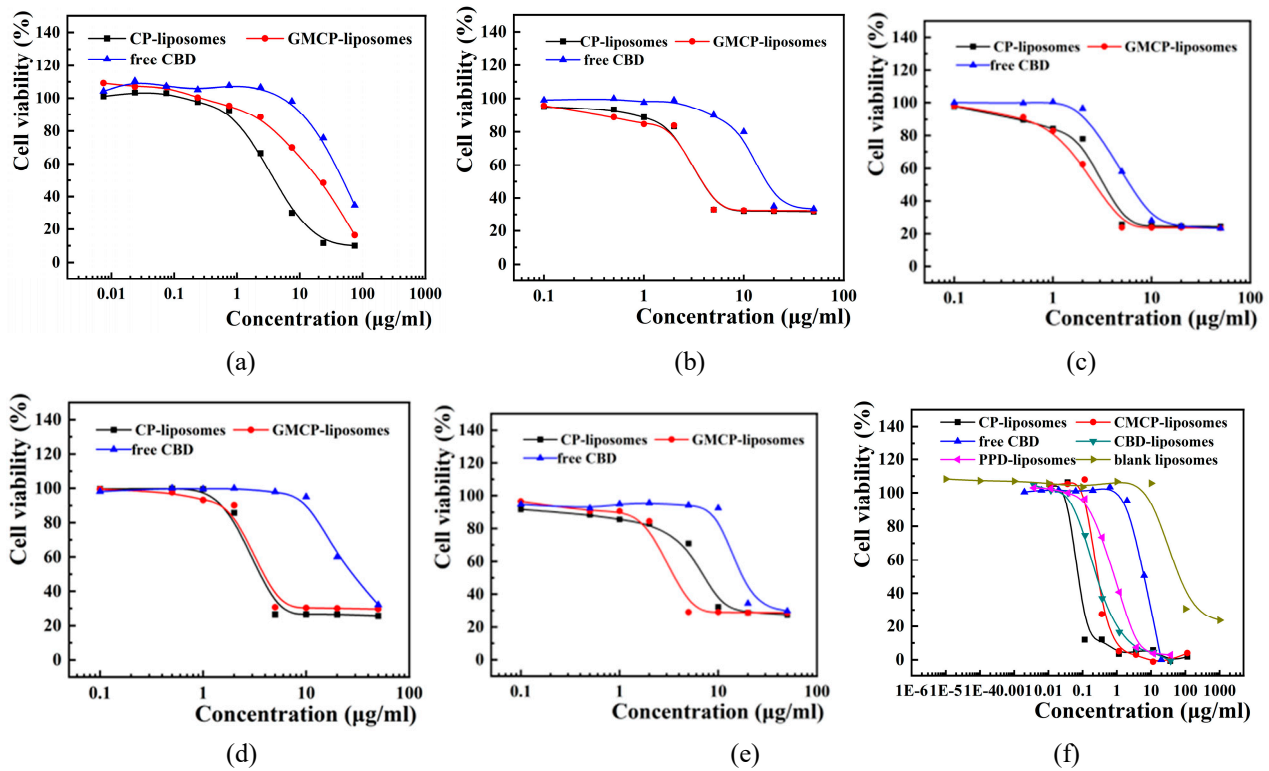 Cell viability (%)
140
120
100
80
60
40
20
0
CP-liposomes GMCP-liposomes
free CBD
0.01 0.1 1 10 100 1000
Concentration (μg/ml)
(a)
Cell viability (%)
140
120
100
80
60
40
20
0
CP-liposomes GMCP-liposomes
free CBD
0.1 1 10 100
Concentration (μg/ml)
(b)
Cell viability (%)
140
120
100
80
60
40
20
0
CP-liposomes GMCP-liposomes
free CBD
0.1 1 10 100
Concentration (μg/ml)
(c)
Cell viability (%)
140
120
100
80
60
40
20
0
CP-liposomes GMCP-liposomes
free CBD
0.1 1 10 100
Concentration (μg/ml)
(d)
Cell viability (%)
140
120
100
80
60
40
20
0
CP-liposomes GMCP-liposomes
free CBD
0.1 1 10 100
Concentration (μg/ml)
(e)
Cell viability (%)
140
120
100
80
60
40
20
0
CP-liposomes CMCP-liposomes
free CBD CBD-liposomes
PPD-liposomes blank liposomes
1E-61E-51E-40.001 0.01 0.1 1 10 100 1000
Concentration (μg/ml)
(f)